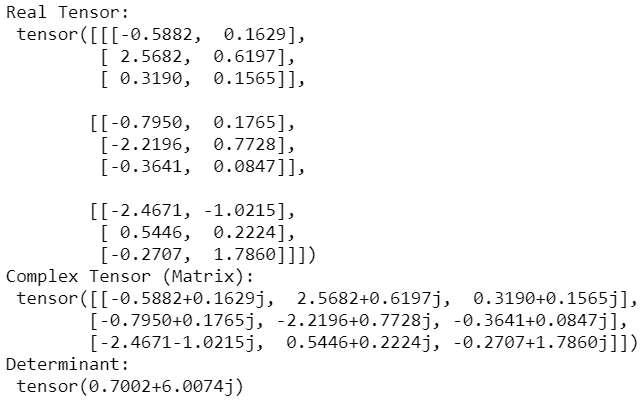 Real Tensor:
 tensor([[[-0.5882,  0.1629],
         [ 2.5682,  0.6197],
         [ 0.3190,  0.1565]],

        [[-0.7950,  0.1765],
         [-2.2196,  0.7728],
         [-0.3641,  0.0847]],

        [[-2.4671, -1.0215],
         [ 0.5446,  0.2224],
         [-0.2707,  1.7860]]])
Complex Tensor (Matrix):
 tensor([[-0.5882+0.1629j,  2.5682+0.6197j,  0.3190+0.1565j],
        [-0.7950+0.1765j, -2.2196+0.7728j, -0.3641+0.0847j],
        [-2.4671-1.0215j,  0.5446+0.2224j, -0.2707+1.7860j]])
Determinant:
 tensor(0.7002+6.0074j)